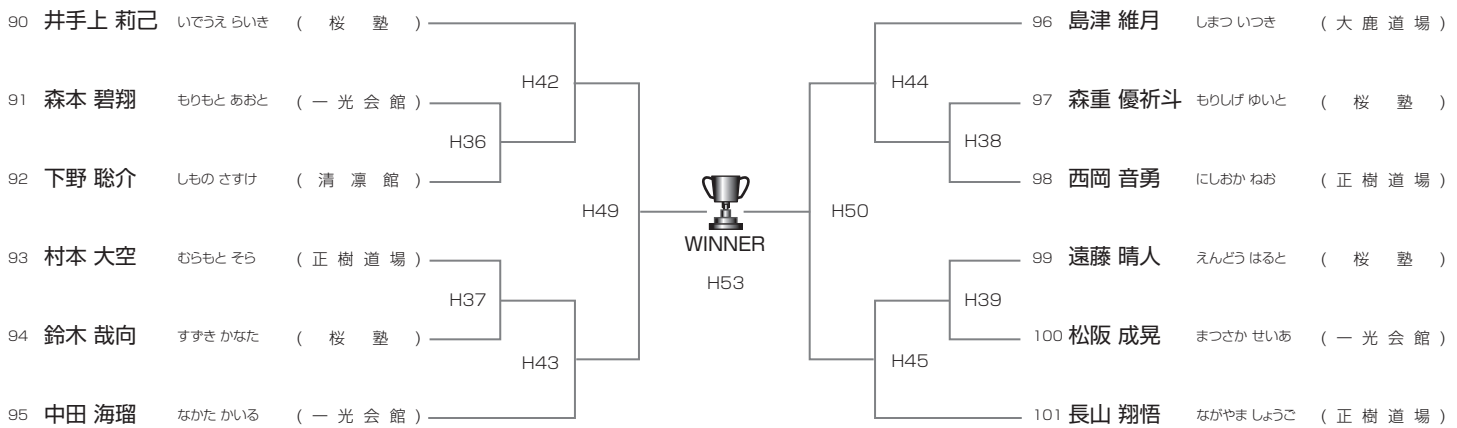 90 井手上 莉己 いでうえ らいき ( 桜 塾 )
H42
91 森本 碧翔 もりもと あおと ( 一 光 会 館 )
H36
92 下野 聡介 しもの さすけ ( 清 凛 館 )
H49
93 村本 大空 むらもと そら ( 正 樹 道 場 )
H37
94 鈴木 哉向 すずき かなた ( 桜 塾 )
H43
95 中田 海瑠 なかた かいる ( 一 光 会 館 )
WINNER
H53
96 島津 維月 しまつ いつき ( 大 鹿 道 場 )
H44
97 森重 優祈斗 もりしげ ゆいと ( 桜 塾 )
H38
98 西岡 音勇 にしおか ねお ( 正 樹 道 場 )
H50
99 遠藤 晴人 えんどう はると ( 桜 塾 )
H39
100 松阪 成晃 まつさか せいあ ( 一 光 会 館 )
H45
101 長山 翔悟 ながやま しょうご ( 正 樹 道 場 )